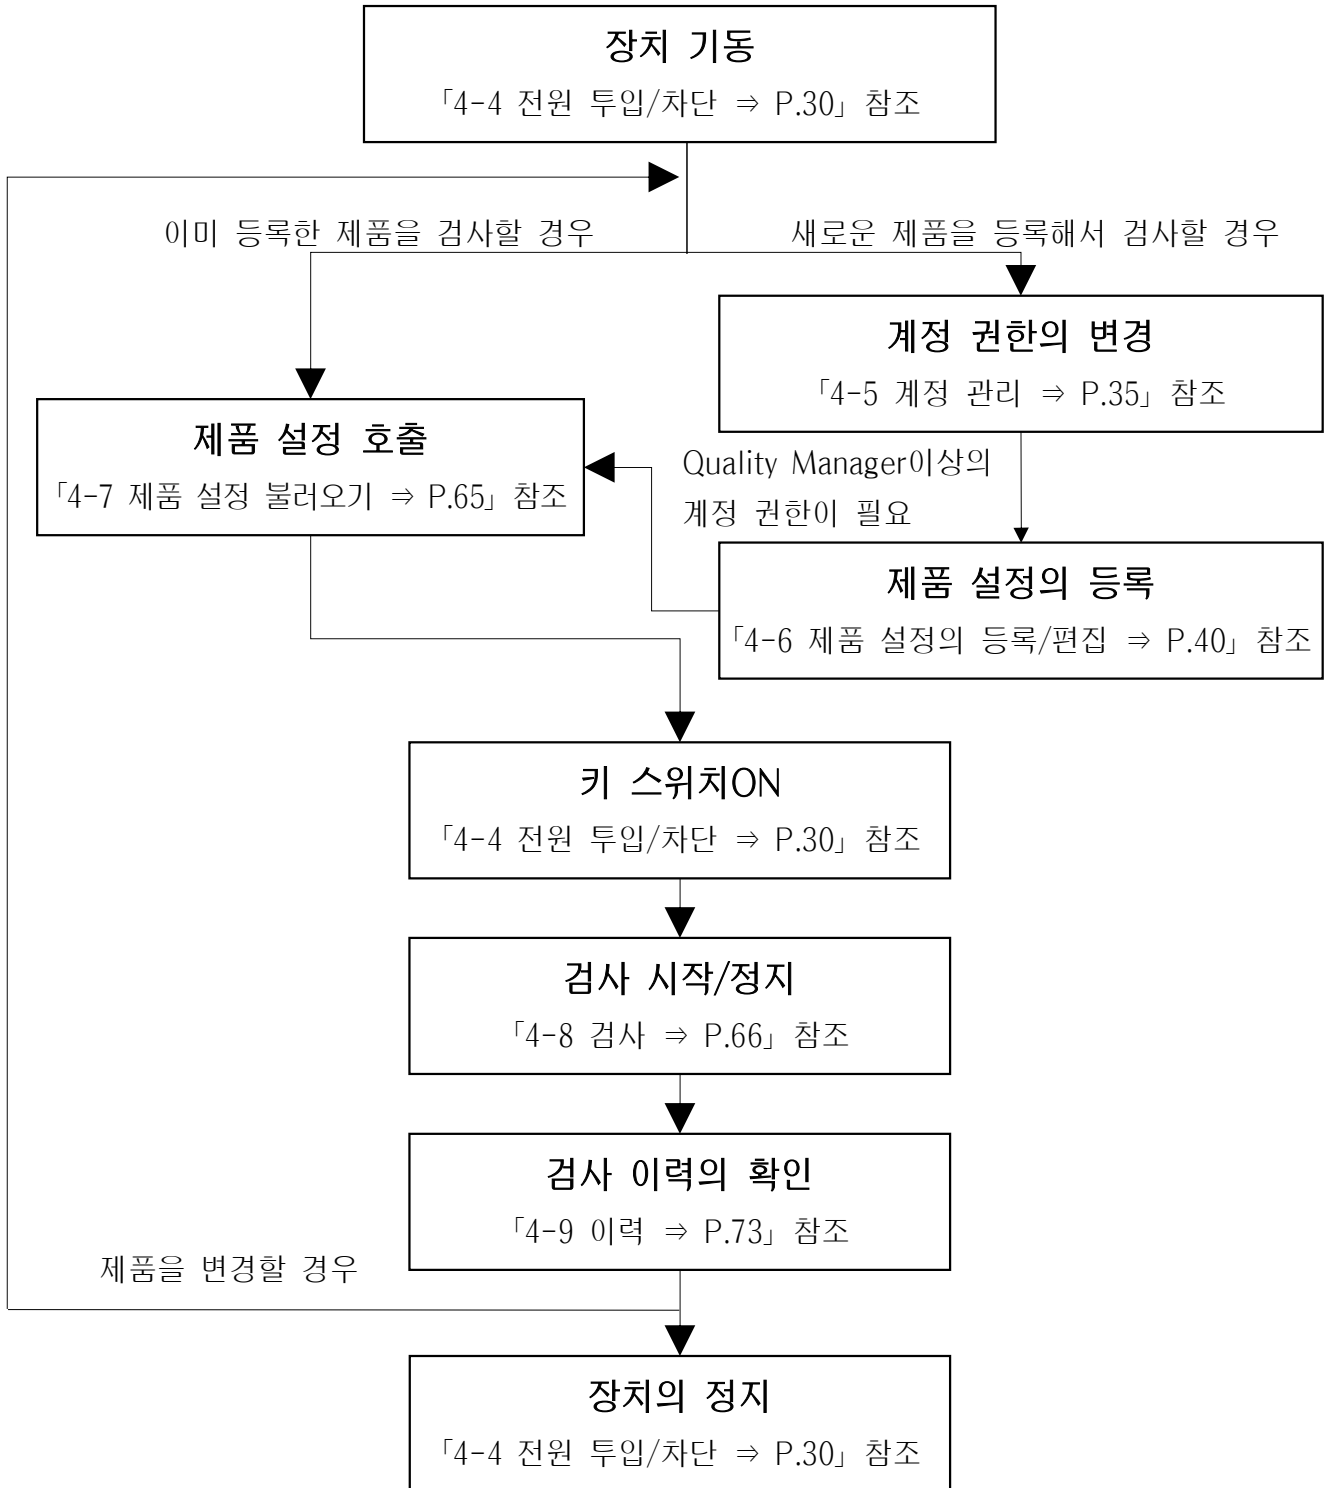 장치 기동
「4-4 전원 투입/차단 ⇒ P.30」 참조
이미 등록한 제품을 검사할 경우
새로운 제품을 등록해서 검사할 경우
계정 권한의 변경
「4-5 계정 관리 ⇒ P.35」 참조
제품 설정 호출
「4-7 제품 설정 불러오기 ⇒ P.65」 참조
Quality Manager이상의
계정 권한이 필요
제품 설정의 등록
「4-6 제품 설정의 등록/편집 ⇒ P.40」 참조
키 스위치ON
「4-4 전원 투입/차단 ⇒ P.30」 참조
검사 시작/정지
「4-8 검사 ⇒ P.66」 참조
검사 이력의 확인
「4-9 이력 ⇒ P.73」 참조
제품을 변경할 경우
장치의 정지
「4-4 전원 투입/차단 ⇒ P.30」 참조